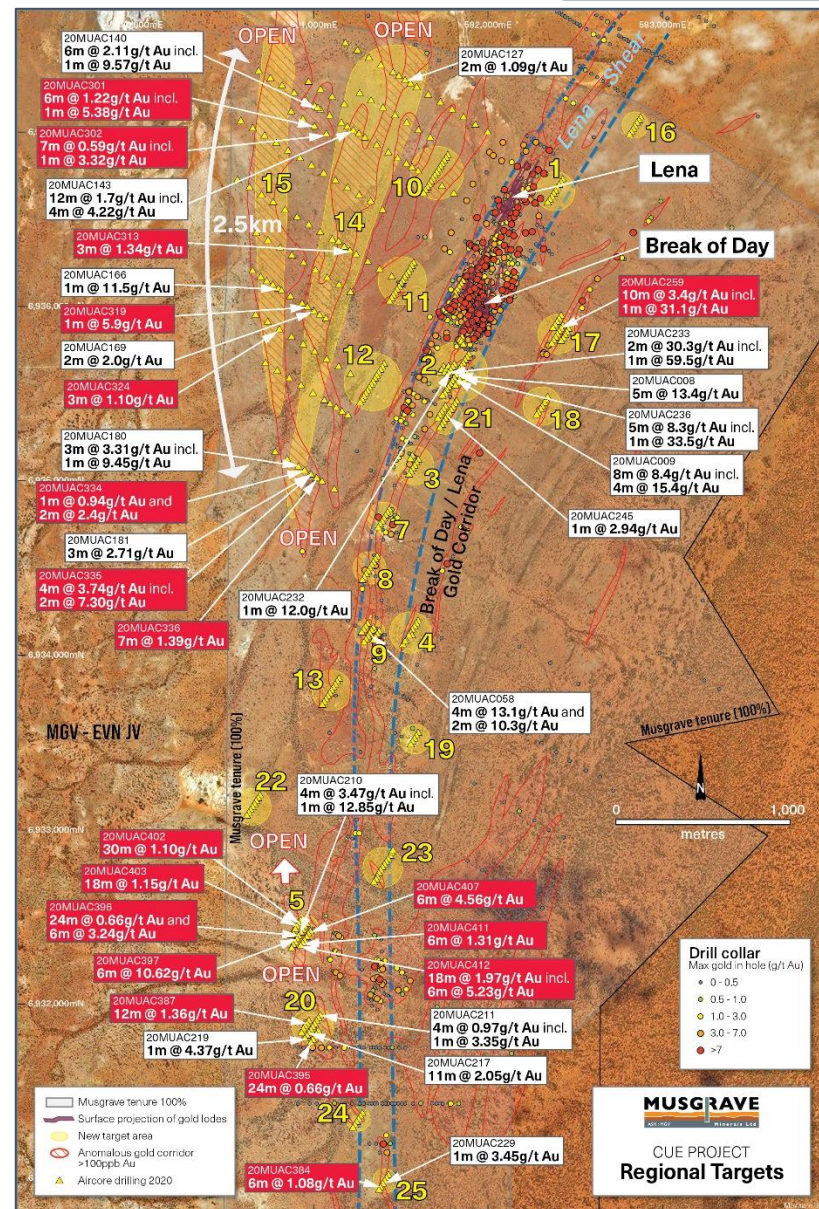 OPEN
OPEN
592,000mE
583,000mE
20MUAC140
6m @ 2.11g/t Au incl.
1m @ 9.57g/t Au
20MUAC127
2m @ 1.09g/t Au
20MUAC301
6m @ 1.22g/t Au incl.
1m @ 5.38g/t Au
Lena Shear
16
20MUAC302
7m @ 0.59g/t Au incl.
1m @ 3.32g/t Au
15
10
1
Lena
20MUAC143
12m @ 1.7g/t Au incl.
4m @ 4.22g/t Au
14
2.5km
Break of Day
20MUAC313
3m @ 1.34g/t Au
11
20MUAC166
1m @ 11.5g/t Au
20MUAC259
10m @ 3.4g/t Au incl.
1m @ 31.1g/t Au
6,936,000mN
20MUAC319
1m @ 5.9g/t Au
17
20MUAC233
2m @ 30.3g/t Au incl.
1m @ 59.5g/t Au
20MUAC169
2m @ 2.0g/t Au
12
2
20MUAC008
5m @ 13.4g/t Au
20MUAC324
3m @ 1.10g/t Au
21
18
20MUAC236
5m @ 8.3g/t Au incl.
1m @ 33.5g/t Au
20MUAC180
3m @ 3.31g/t Au incl.
1m @ 9.45g/t Au
3
20MUAC009
8m @ 8.4g/t Au incl.
4m @ 15.4g/t Au
20MUAC334
1m @ 0.94g/t Au and
2m @ 2.4g/t Au
20MUAC245
1m @ 2.94g/t Au
7
OPEN
20MUAC181
3m @ 2.71g/t Au
Break of Day / Lena
Gold Corridor
20MUAC335
4m @ 3.74g/t Au incl.
2m @ 7.30g/t Au
8
20MUAC232
1m @ 12.0g/t Au
20MUAC336
7m @ 1.39g/t Au
6,934,000mN
9
4
13
20MUAC058
4m @ 13.1g/t Au and
2m @ 10.3g/t Au
MGV - EVN JV
Musgrave tenure (100%)
Musgrave tenure (100%)
19
N
22
20MUAC210
4m @ 3.47g/t Au incl.
1m @ 12.85g/t Au
0
1,000
metres
6,933,000mN
20MUAC402
30m @ 1.10g/t Au
OPEN
23
20MUAC403
18m @ 1.15g/t Au
5
20MUAC407
6m @ 4.56g/t Au
20MUAC396
24m @ 0.66g/t Au and
6m @ 3.24g/t Au
20MUAC411
6m @ 1.31g/t Au
20MUAC397
6m @ 10.62g/t Au
OPEN
20MUAC412
18m @ 1.97g/t Au incl.
6m @ 5.23g/t Au
6,932,000mN
20MUAC387
12m @ 1.36g/t Au
20
20MUAC211
4m @ 0.97g/t Au incl.
1m @ 3.35g/t Au
20MUAC219
1m @ 4.37g/t Au
20MUAC217
11m @ 2.05g/t Au
20MUAC395
24m @ 0.66g/t Au
24
20MUAC229
1m @ 3.45g/t Au
20MUAC384
6m @ 1.08g/t Au
25
Drill collar
Max gold in hole (g/t Au)
0 - 0.5
0.5 - 1.0
1.0 - 3.0
3.0 - 7.0
>7
Musgrave tenure 100%
Surface projection of gold lodes
New target area
Anomalous gold corridor
>100ppb Au
Aircore drilling 2020
MUSGRAVE
ASX:MGV
Minerals Ltd
CUE PROJECT
Regional Targets